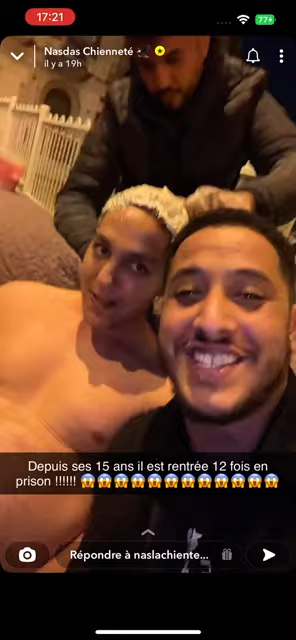 17:21
77
Nasdas Chienneté
il y a 19h
Depuis ses 15 ans il est rentrée 12 fois en
prison !!!!!! 😱😱😱😱😱😱😱😱😱😱😱😱
Répondre à naslachiente...